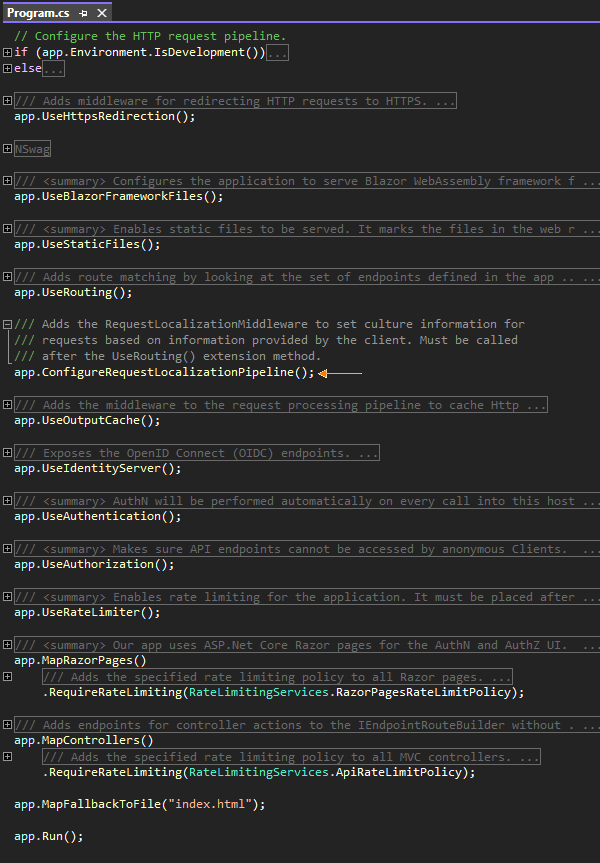 Program.cs
// Configure the HTTP request pipeline.
if (app.Environment.IsDevelopment())...
else...
/// Adds middleware for redirecting HTTP requests to HTTPS. ...
app.UseHttpsRedirection();
NSwag
/// <summary> Configures the application to serve Blazor WebAssembly framework f ...
app.UseBlazorFrameworkFiles();
/// <summary> Enables static files to be served. It marks the files in the web r ...
app.UseStaticFiles();
/// Adds route matching by looking at the set of endpoints defined in the app .. ...
app.UseRouting();
/// Adds the RequestLocalizationMiddleware to set culture information for
/// requests based on information provided by the client. Must be called
/// after the UseRouting() extension method.
app.ConfigureRequestLocalizationPipeline();
/// Adds the middleware to the request processing pipeline to cache Http ...
app.UseOutputCache();
/// Exposes the OpenID Connect (OIDC) endpoints. ...
app.UseIdentityServer();
/// <summary> AuthN will be performed automatically on every call into this host ...
app.UseAuthentication();
/// <summary> Makes sure API endpoints cannot be accessed by anonymous Clients. ...
app.UseAuthorization();
/// <summary> Enables rate limiting for the application. It must be placed after ...
app.UseRateLimiter();
/// <summary> Our app uses ASP.Net Core Razor pages for the AuthN and AuthZ UI. ...
app.MapRazorPages()
/// Adds the specified rate limiting policy to all Razor pages. ...
.RequireRateLimiting(RateLimitingServices.RazorPagesRateLimitPolicy);
/// Adds endpoints for controller actions to the IEndpointRouteBuilder without . ...
app.MapControllers()
/// Adds the specified rate limiting policy to all MVC controllers. ...
.RequireRateLimiting(RateLimitingServices.ApiRateLimitPolicy);
app.MapFallbackToFile("index.html");
app.Run();